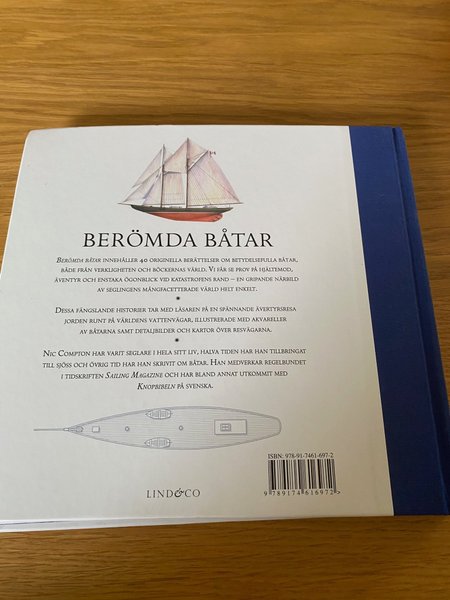 BERÖMDA BÅTAR
BERÖMDA BÅTAR INNEHÅLLER 40 ORIGINELLA BERÄTTELSER OM BETYDELSEFULLA BÅTAR,
BÅDE FRÅN VERKLIGHETEN OCH BÖCKERNAS VÄRLD. VI FÅR SE PROV PÅ HJÄLTEMOD,
ÄVENTYR OCH ENSTAKA ÖGONBLICK VID KATASTROFENS RAND – EN GRIPANDE NÄRBILD
AV SEGLINGENS MÅNGFACETTERADE VÄRLD HELT ENKELT.
DESSA FÄNGSLANDE HISTORIER TAR MED LÄSAREN PÅ EN SPÄNNANDE ÄVERTYRSRESA
JORDEN RUNT PÅ VÄRLDENS VATTENVÄGAR, ILLUSTRERADE MED AKVARELLER
AV BÅTARNA SAMT DETALJBILDER OCH KARTOR ÖVER RESVÄGARNA.
NIC COMPTON HAR VARIT SEGLARE I HELA SITT LIV, HALVA TIDEN HAR HAN TILLBRINGAT
TILL SJÖSS OCH ÖVRIG TID HAR HAN SKRIVIT OM BÅTAR. HAN MEDVERKAR REGELBUNDET
I TIDSKRIFTEN SAILING MAGAZINE OCH HAR BLAND ANNAT UTKOMMIT MED
KNOPBIBELN PÅ SVENSKA.
ISBN: 978-91-7461-697-2
9 789174 616972 >
LIND&CO